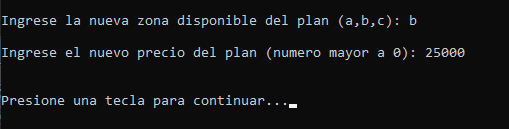 Ingrese la nueva zona disponible del plan (a,b,c): b
Ingrese el nuevo precio del plan (numero mayor a 0): 25000
Presione una tecla para continuar...